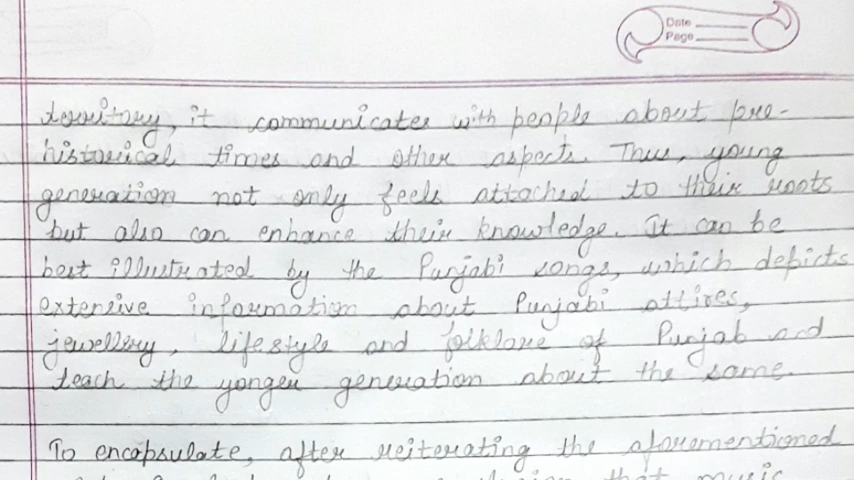 Date
Page
territory, it communicates with people about pre-
historical times and other aspects. Thus, young
generation not only feels attached to their roots
but also can enhance their knowledge. It can be
best illustrated by the Punjabi songs, which depicts
extensive information about Punjabi attires,
jewellery, lifestyle and folklore of Punjab and
teach the yonger generation about the same.
To encapsulate, after reiterating the aforementioned
that music